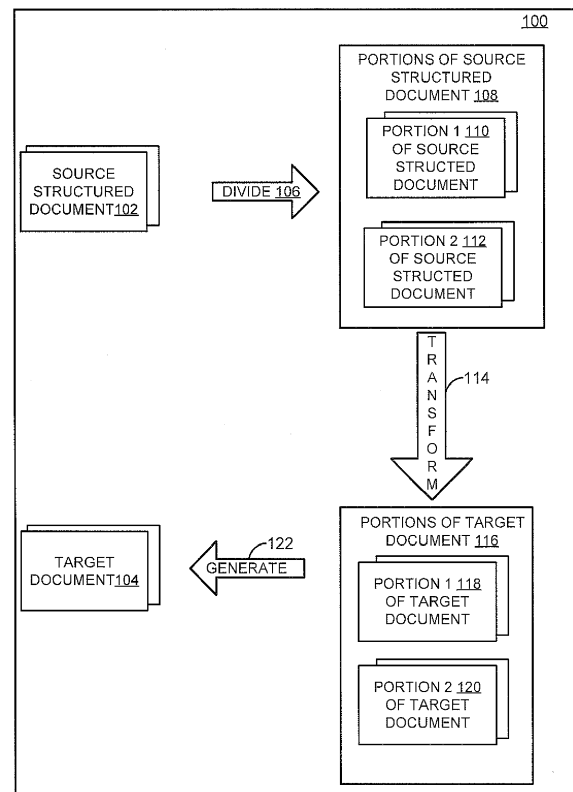 100
PORTIONS OF SOURCE
STRUCTURED
DOCUMENT 108
PORTION 1 110
OF SOURCE
STRUCTED
DOCUMENT
SOURCE
STRUCTURED
DOCUMENT102
DIVIDE 106
PORTION 2 112
OF SOURCE
STRUCTED
DOCUMENT
TRANSFORM
114
PORTIONS OF TARGET
DOCUMENT 116
122
GENERATE
TARGET
DOCUMENT104
PORTION 1 118
OF TARGET
DOCUMENT
PORTION 2 120
OF TARGET
DOCUMENT